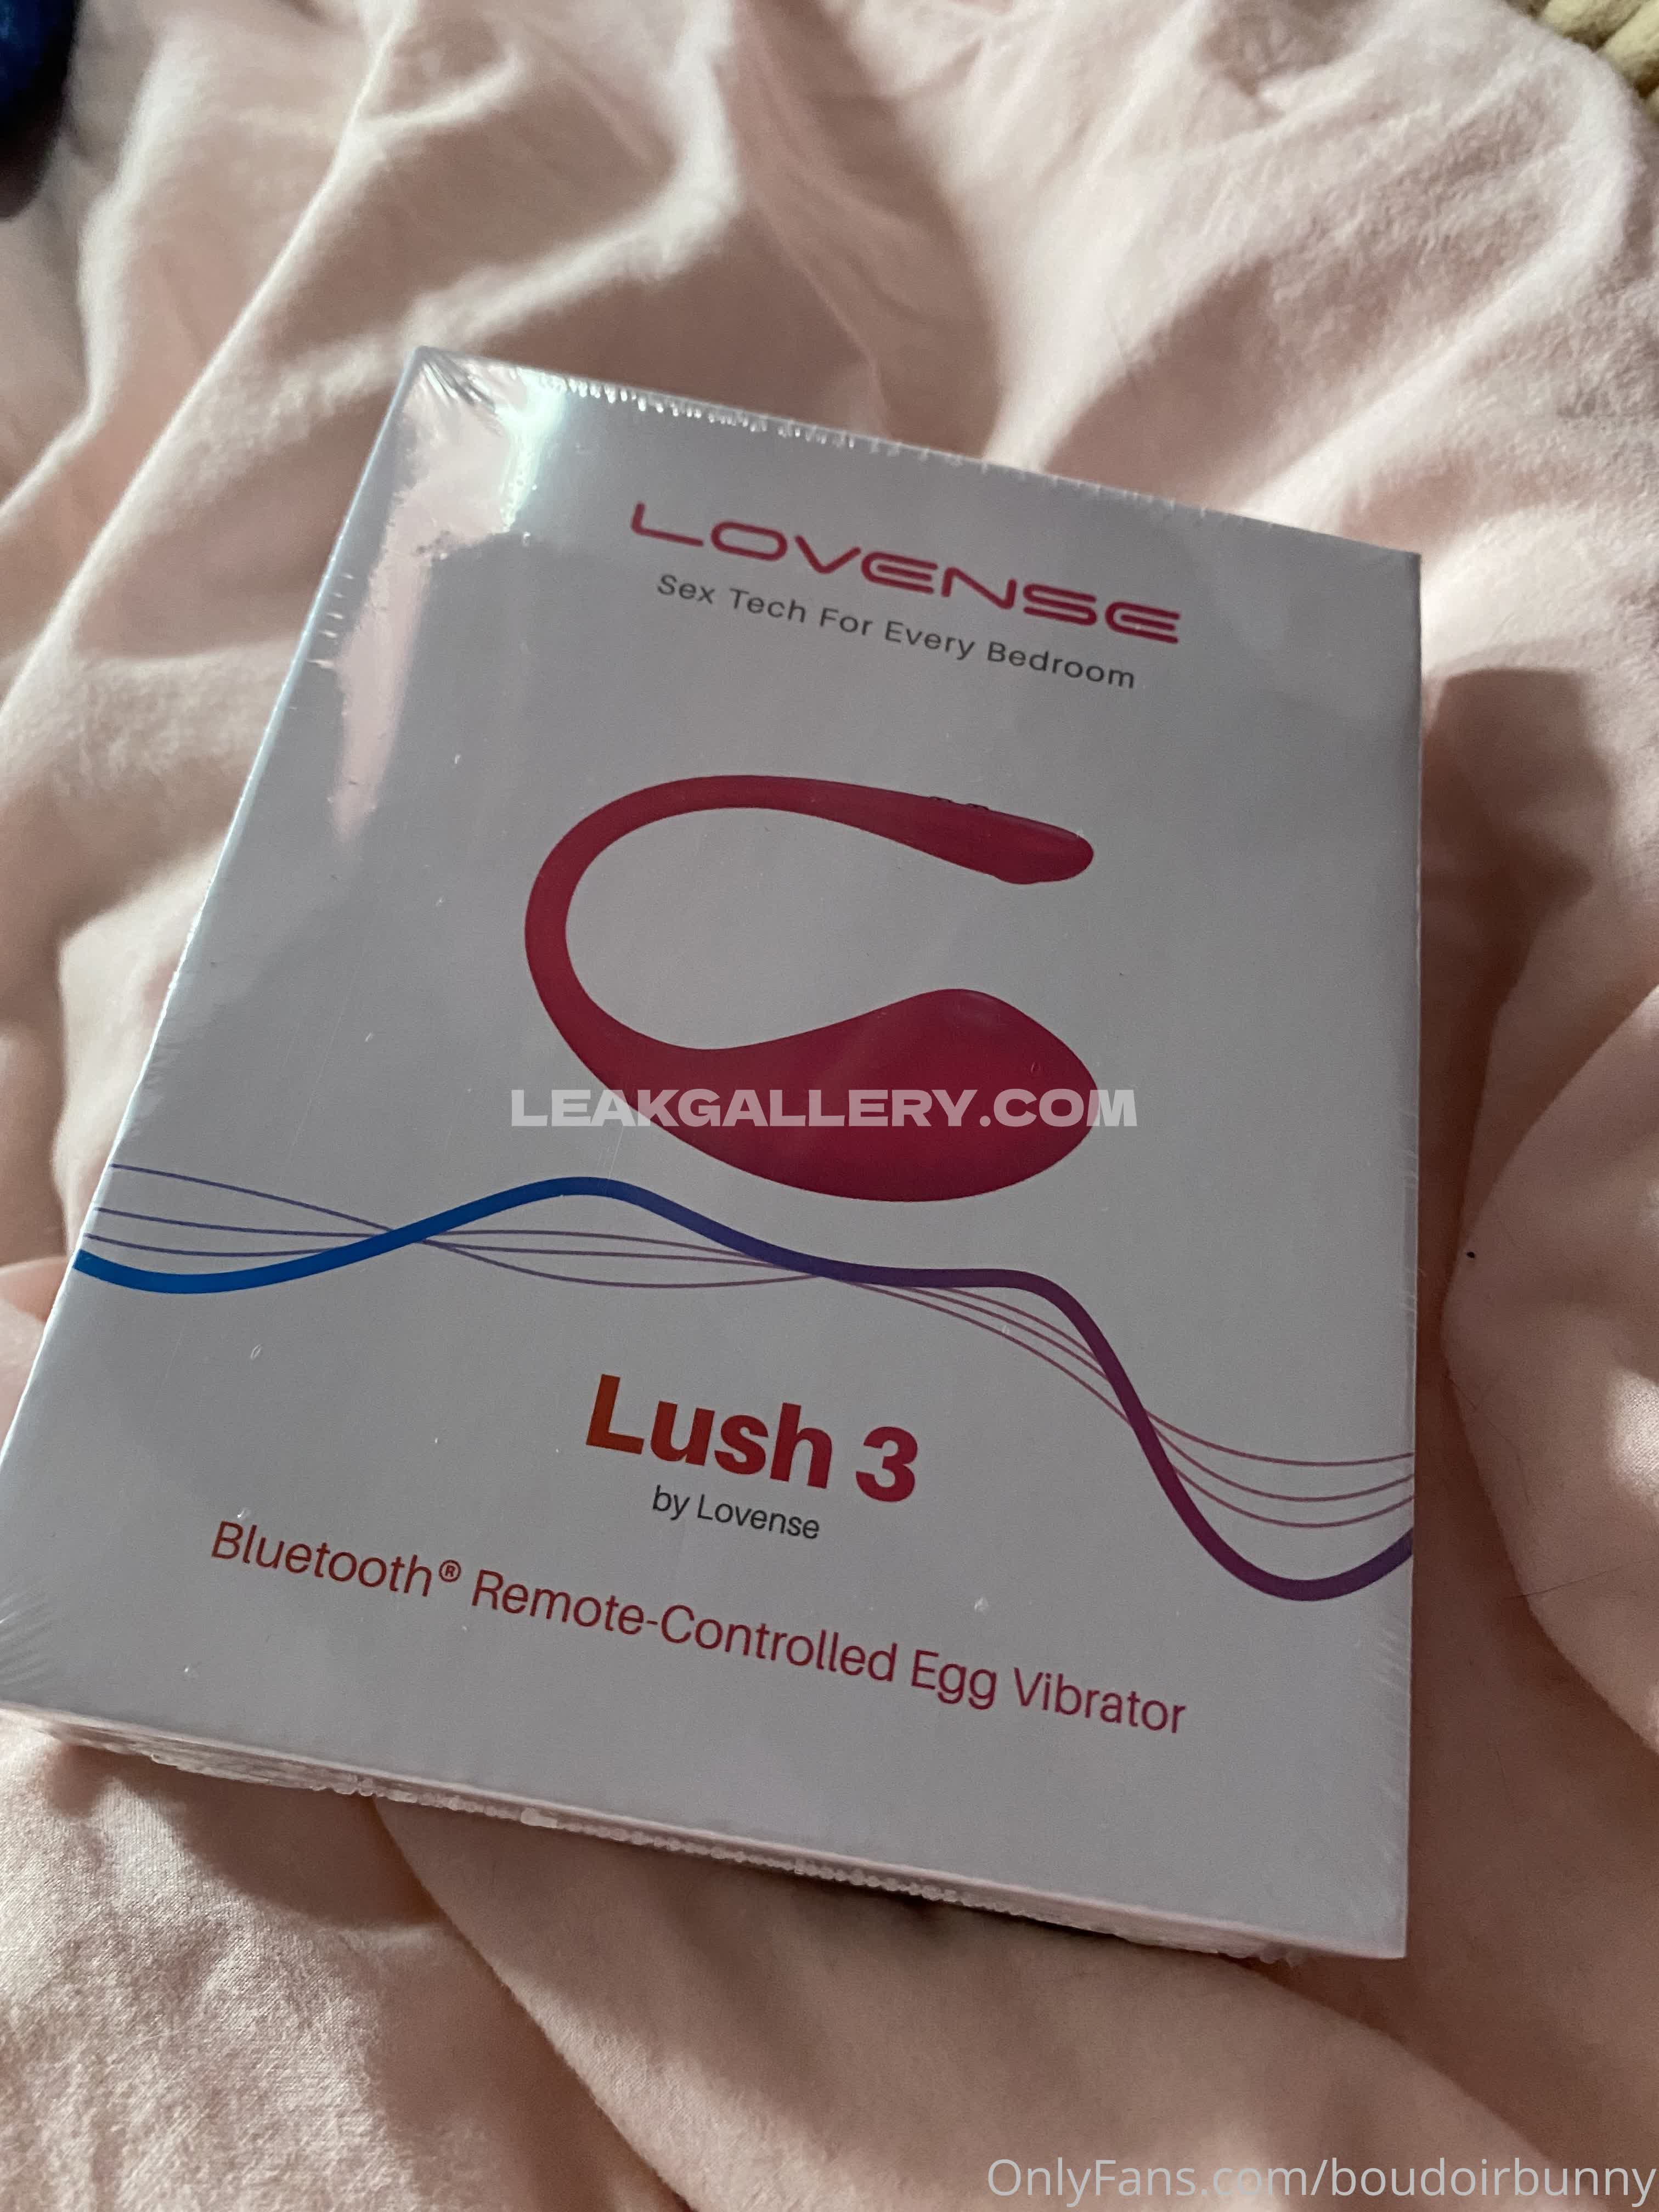 LOVENSE
Sex Tech For Every Bedroom
LEAKGALLERY.COM
Lush 3
by Lovense
Bluetooth® Remote-Controlled Egg Vibrator
OnlyFans.com/boudoirbunny